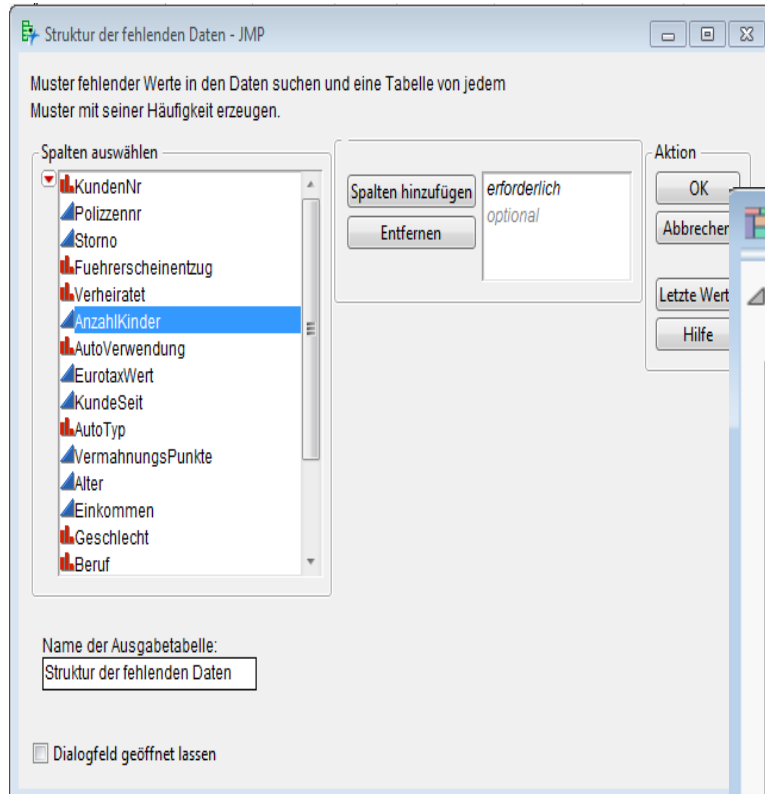 Struktur der fehlenden Daten - JMP
Muster fehlender Werte in den Daten suchen und eine Tabelle von jedem
Muster mit seiner Häufigkeit erzeugen.
Spalten auswählen
KundenNr
Polizzennr
Storno
Fuehrerscheinentzug
Verheiratet
AnzahlKinder
AutoVerwendung
EurotaxWert
KundeSeit
AutoTyp
VermahnungsPunkte
Alter
Einkommen
Geschlecht
Beruf
Spalten hinzufügen
Entfernen
erforderlich
optional
Aktion
OK
Abbrechen
Letzte Wert
Hilfe
Name der Ausgabetabelle:
Struktur der fehlenden Daten
Dialogfeld geöffnet lassen